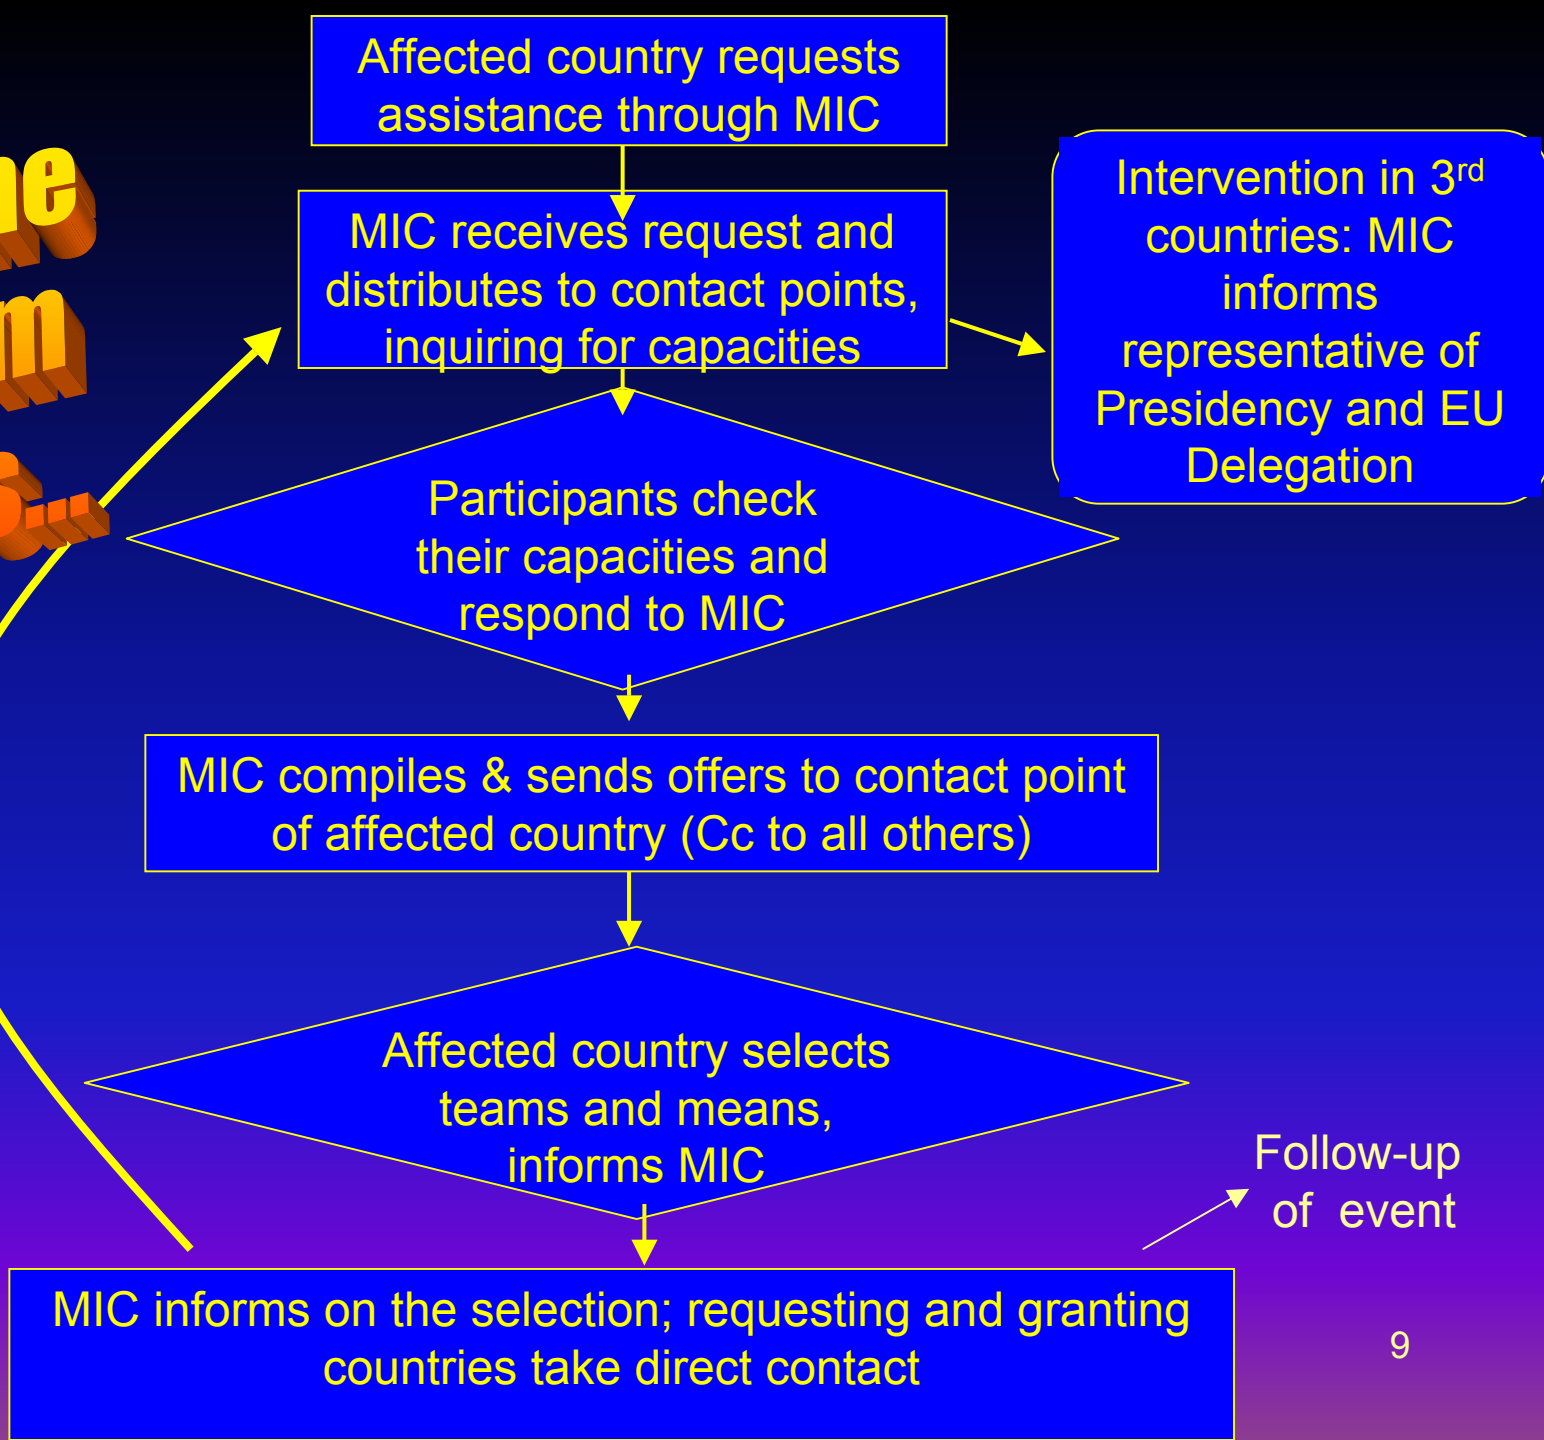 Affected country requests
assistance through MIC
MIC receives request and
distributes to contact points,
inquiring for capacities
Intervention in 3rd
countries: MIC
informs
representative of
Presidency and EU
Delegation
Participants check
their capacities and
respond to MIC
MIC compiles & sends offers to contact point
of affected country (Cc to all others)
Affected country selects
teams and means,
informs MIC
Follow-up
of event
MIC informs on the selection; requesting and granting
countries take direct contact
9